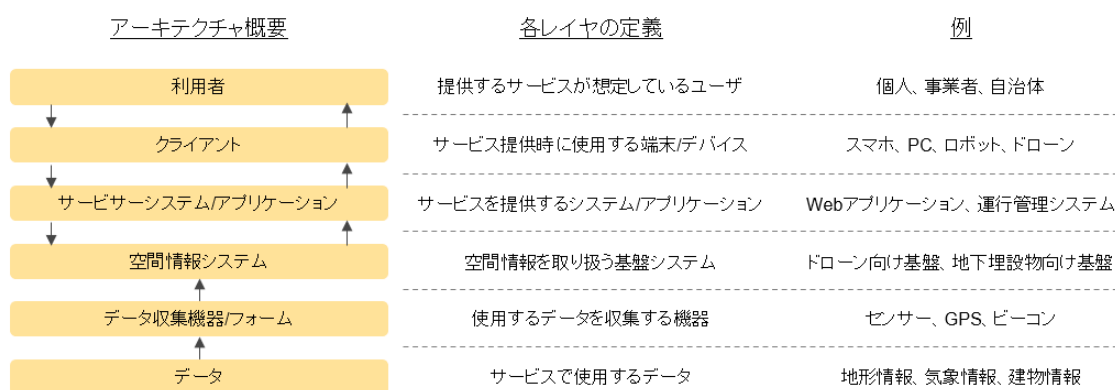 アーキテクチャ概要 各レイヤの定義 例
利用者 提供するサービスが想定しているユーザ 個人、事業者、自治体
クライアント サービス提供時に使用する端末/デバイス スマホ、PC、ロボット、ドローン
サービサーシステム/アプリケーション サービスを提供するシステム/アプリケーション Webアプリケーション、運行管理システム
空間情報システム 空間情報を取り扱う基盤システム ドローン向け基盤、地下埋設物向け基盤
データ収集機器/フォーム 使用するデータを収集する機器 センサー、GPS、ビーコン
データ サービスで使用するデータ 地形情報、気象情報、建物情報